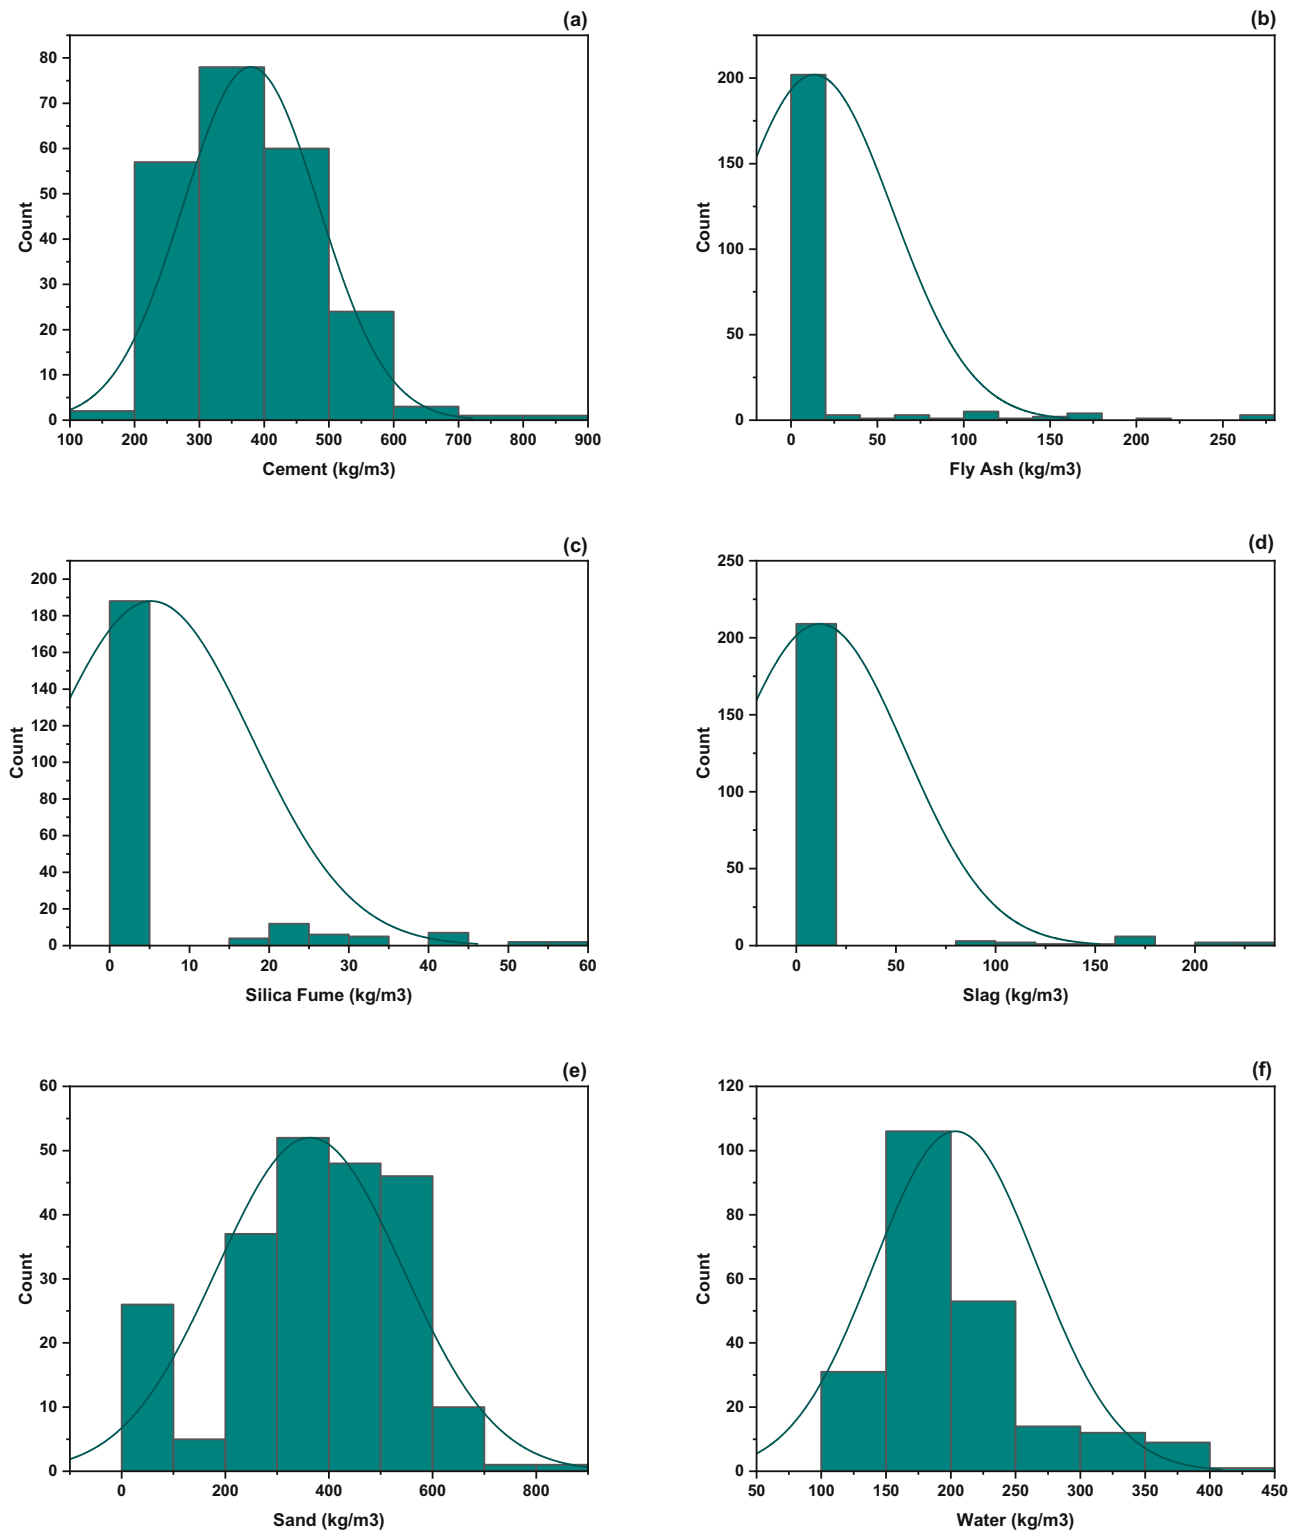 (a)
80
70
60
50
40
30
20
10
0
Count
100 200 300 400 500 600 700 800 900
Cement (kg/m3)
(b)
200
150
100
50
0
Count
0 50 100 150 200 250
Fly Ash (kg/m3)
(c)
200
180
160
140
120
100
80
60
40
20
0
Count
0 10 20 30 40 50 60
Silica Fume (kg/m3)
(d)
250
200
150
100
50
0
Count
0 50 100 150 200
Slag (kg/m3)
(e)
60
50
40
30
20
10
0
Count
0 200 400 600 800
Sand (kg/m3)
(f)
120
100
80
60
40
20
0
Count
50 100 150 200 250 300 350 400 450
Water (kg/m3)